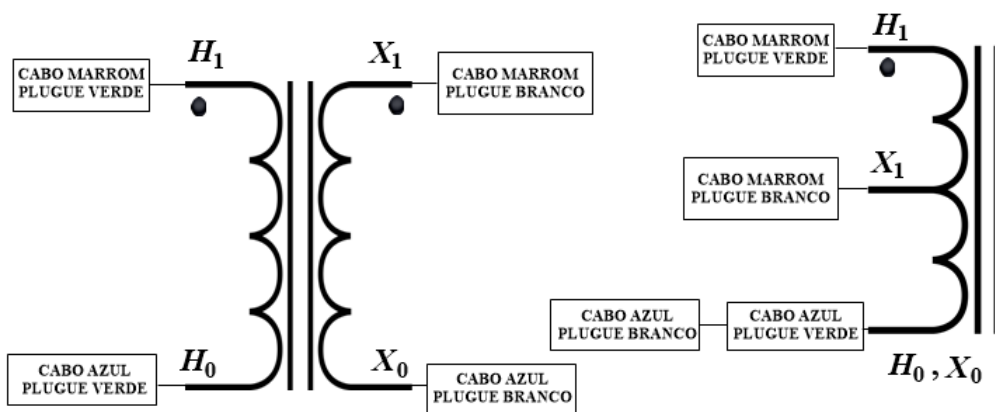 H₁
CABO MARROM
PLUGUE VERDE
X₁
CABO MARROM
PLUGUE BRANCO
H₀
CABO AZUL
PLUGUE VERDE
X₀
CABO AZUL
PLUGUE BRANCO
H₁
CABO MARROM
PLUGUE VERDE
X₁
CABO MARROM
PLUGUE BRANCO
CABO AZUL
PLUGUE BRANCO
CABO AZUL
PLUGUE VERDE
H₀ , X₀